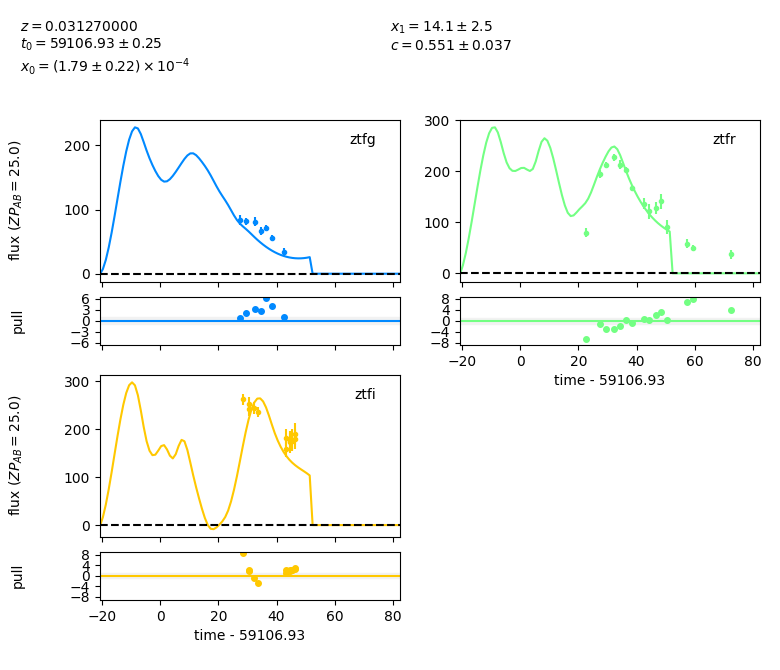 z = 0.031270000
t₀ = 59106.93 ± 0.25
x₀ = (1.79 ± 0.22) × 10⁻⁴
x₁ = 14.1 ± 2.5
c = 0.551 ± 0.037
flux (ZP_AB = 25.0)
200
100
0
ztfg
pull
6
3
0
−3
−6
300
200
100
0
ztfr
8
4
0
−4
−8
−20 0 20 40 60 80
time - 59106.93
flux (ZP_AB = 25.0)
300
200
100
0
ztfi
pull
8
4
0
−4
−8
−20 0 20 40 60 80
time - 59106.93